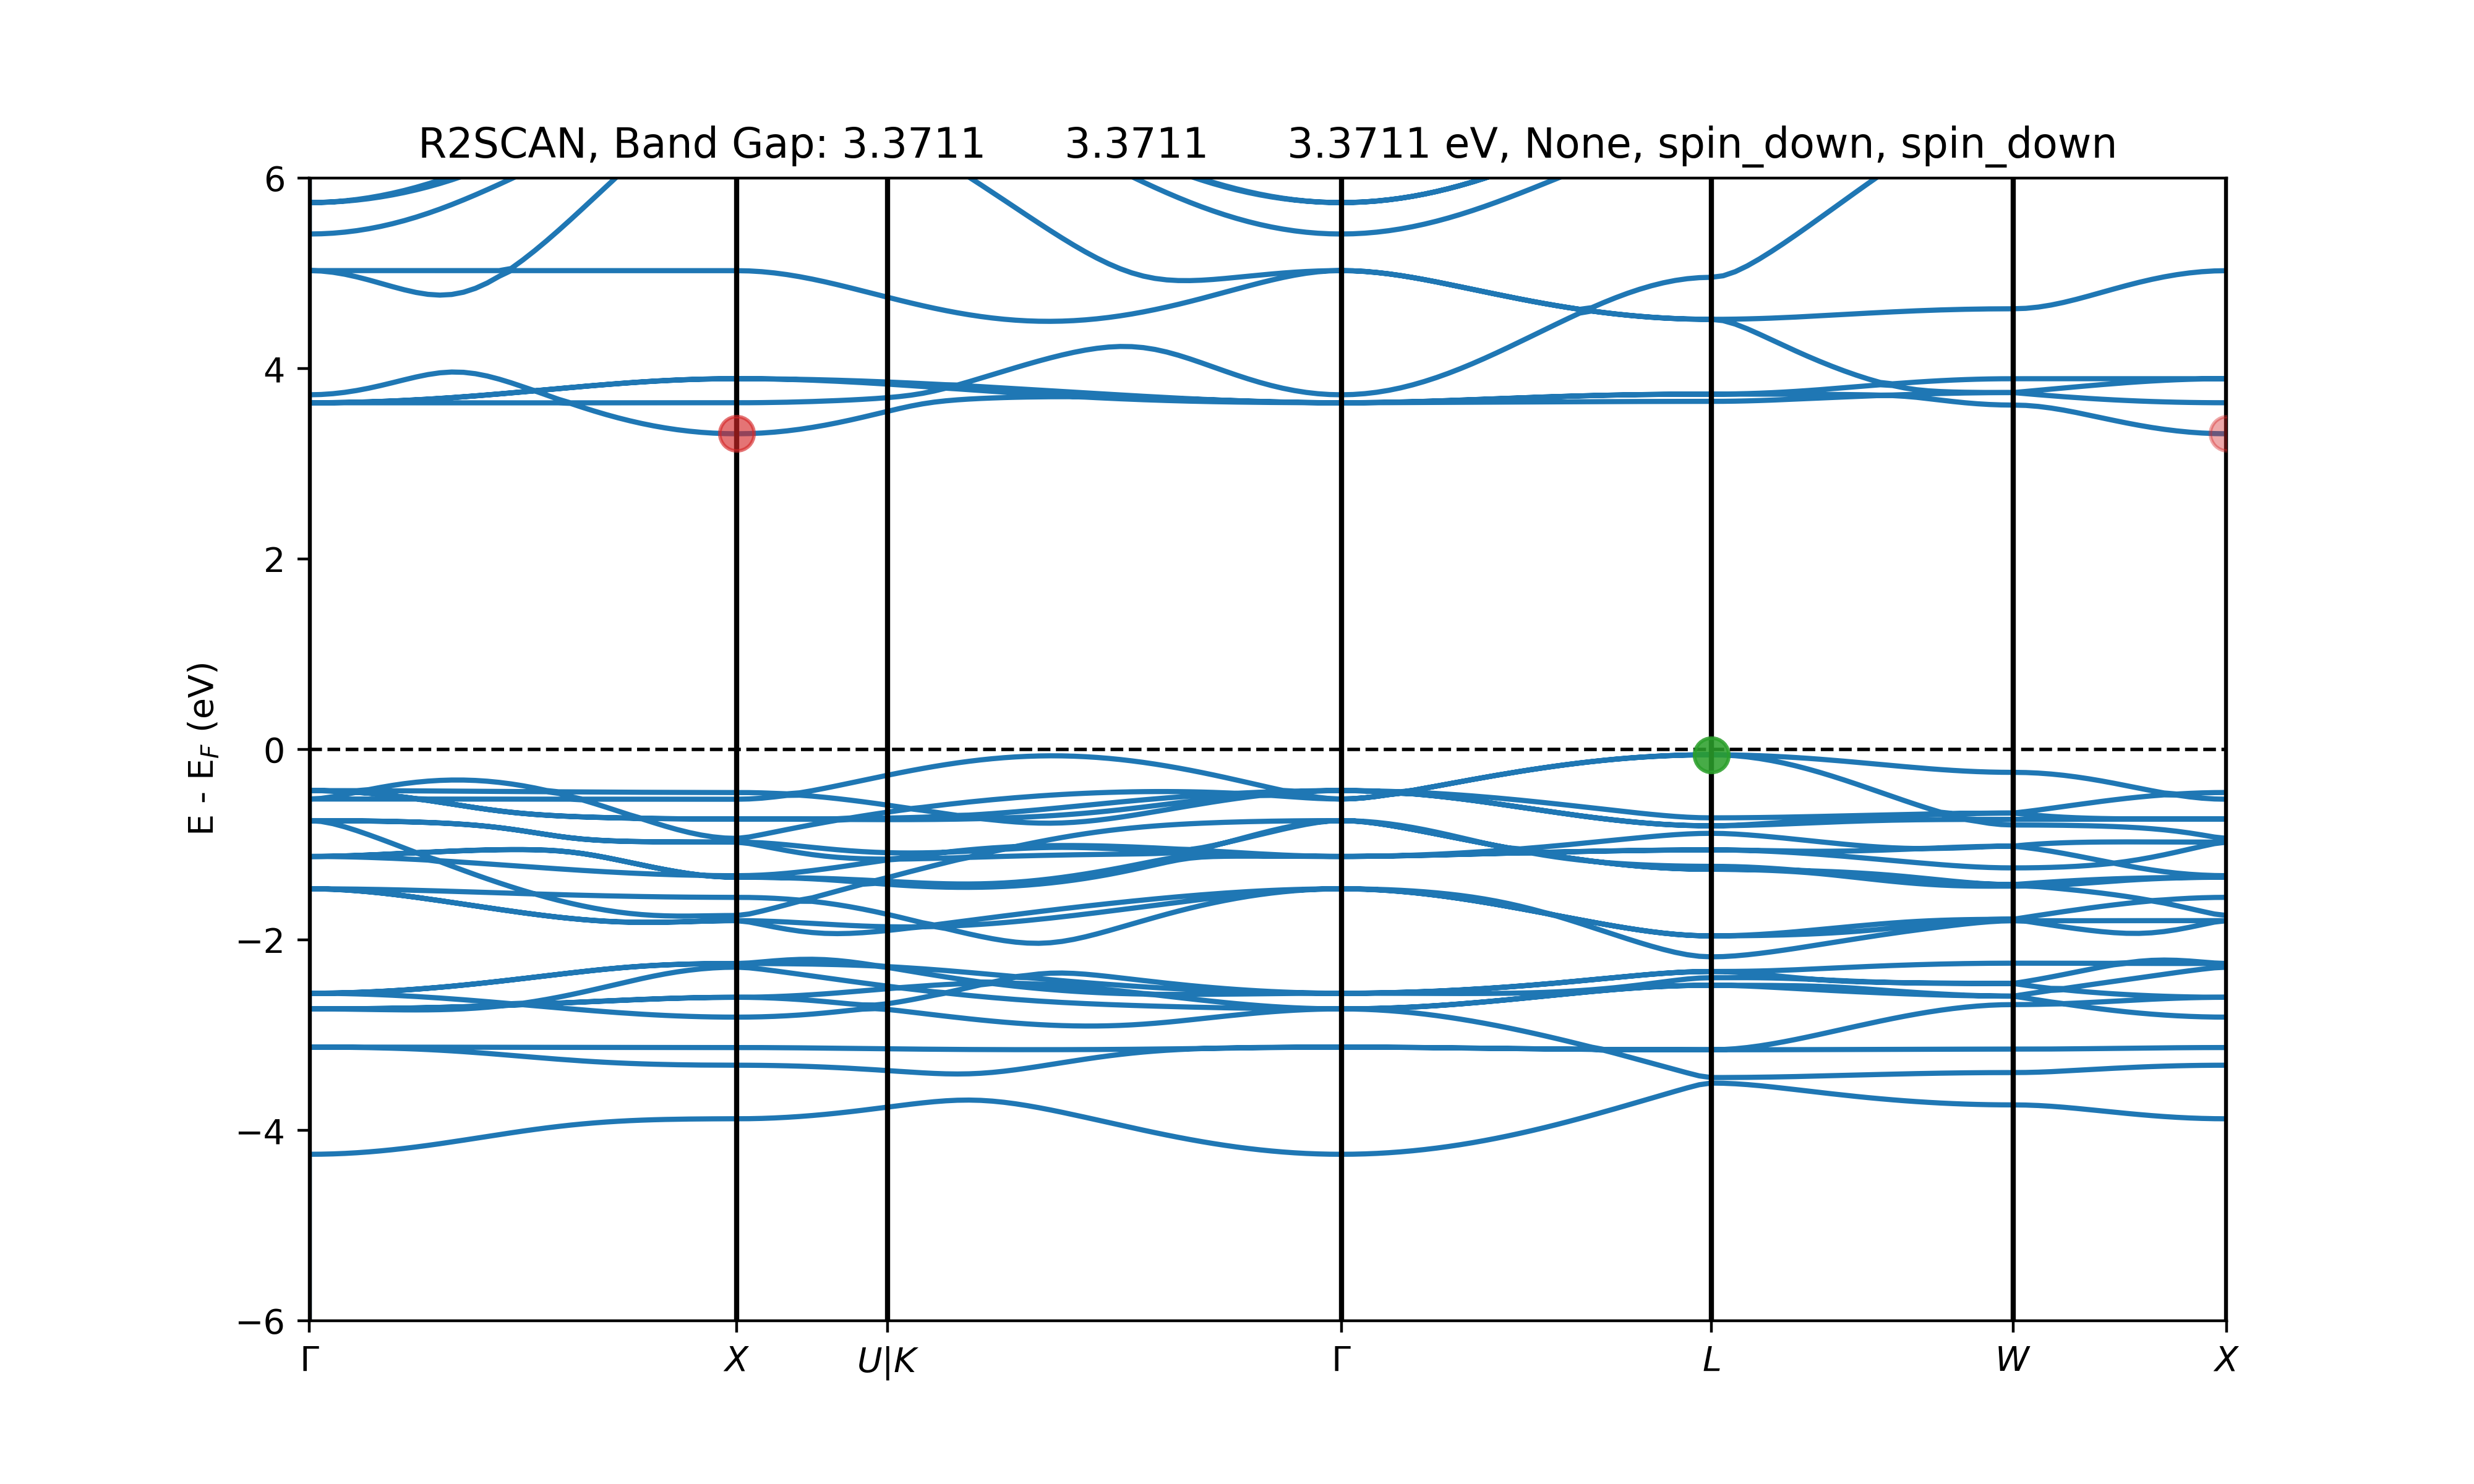 R2SCAN, Band Gap: 3.3711 3.3711 3.3711 eV, None, spin_down, spin_down
E - E_F (eV)
6
4
2
0
−2
−4
−6
Γ X U|K Γ L W X